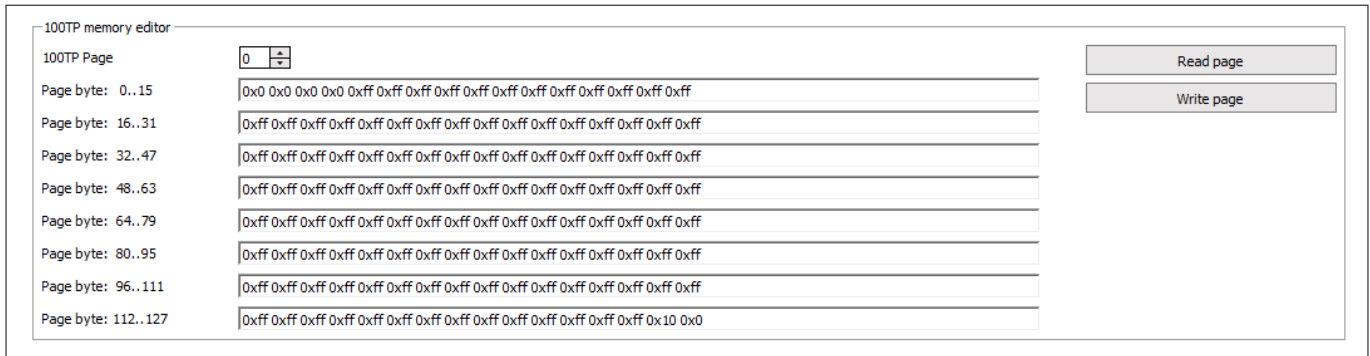 100TP memory editor
100TP Page 0 Read page
Page byte: 0..15 0x0 0x0 0x0 0x0 0xff 0xff 0xff 0xff 0xff 0xff 0xff 0xff 0xff 0xff 0xff 0xff Write page
Page byte: 16..31 0xff 0xff 0xff 0xff 0xff 0xff 0xff 0xff 0xff 0xff 0xff 0xff 0xff 0xff 0xff 0xff
Page byte: 32..47 0xff 0xff 0xff 0xff 0xff 0xff 0xff 0xff 0xff 0xff 0xff 0xff 0xff 0xff 0xff 0xff
Page byte: 48..63 0xff 0xff 0xff 0xff 0xff 0xff 0xff 0xff 0xff 0xff 0xff 0xff 0xff 0xff 0xff 0xff
Page byte: 64..79 0xff 0xff 0xff 0xff 0xff 0xff 0xff 0xff 0xff 0xff 0xff 0xff 0xff 0xff 0xff 0xff
Page byte: 80..95 0xff 0xff 0xff 0xff 0xff 0xff 0xff 0xff 0xff 0xff 0xff 0xff 0xff 0xff 0xff 0xff
Page byte: 96..111 0xff 0xff 0xff 0xff 0xff 0xff 0xff 0xff 0xff 0xff 0xff 0xff 0xff 0xff 0xff 0xff
Page byte: 112..127 0xff 0xff 0xff 0xff 0xff 0xff 0xff 0xff 0xff 0xff 0xff 0xff 0xff 0xff 0x10 0x0